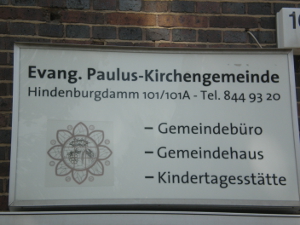 Evang. Paulus-Kirchengemeinde
Hindenburgdamm 101/101A - Tel. 844 93 20
– Gemeindebüro
– Gemeindehaus
– Kindertagesstätte